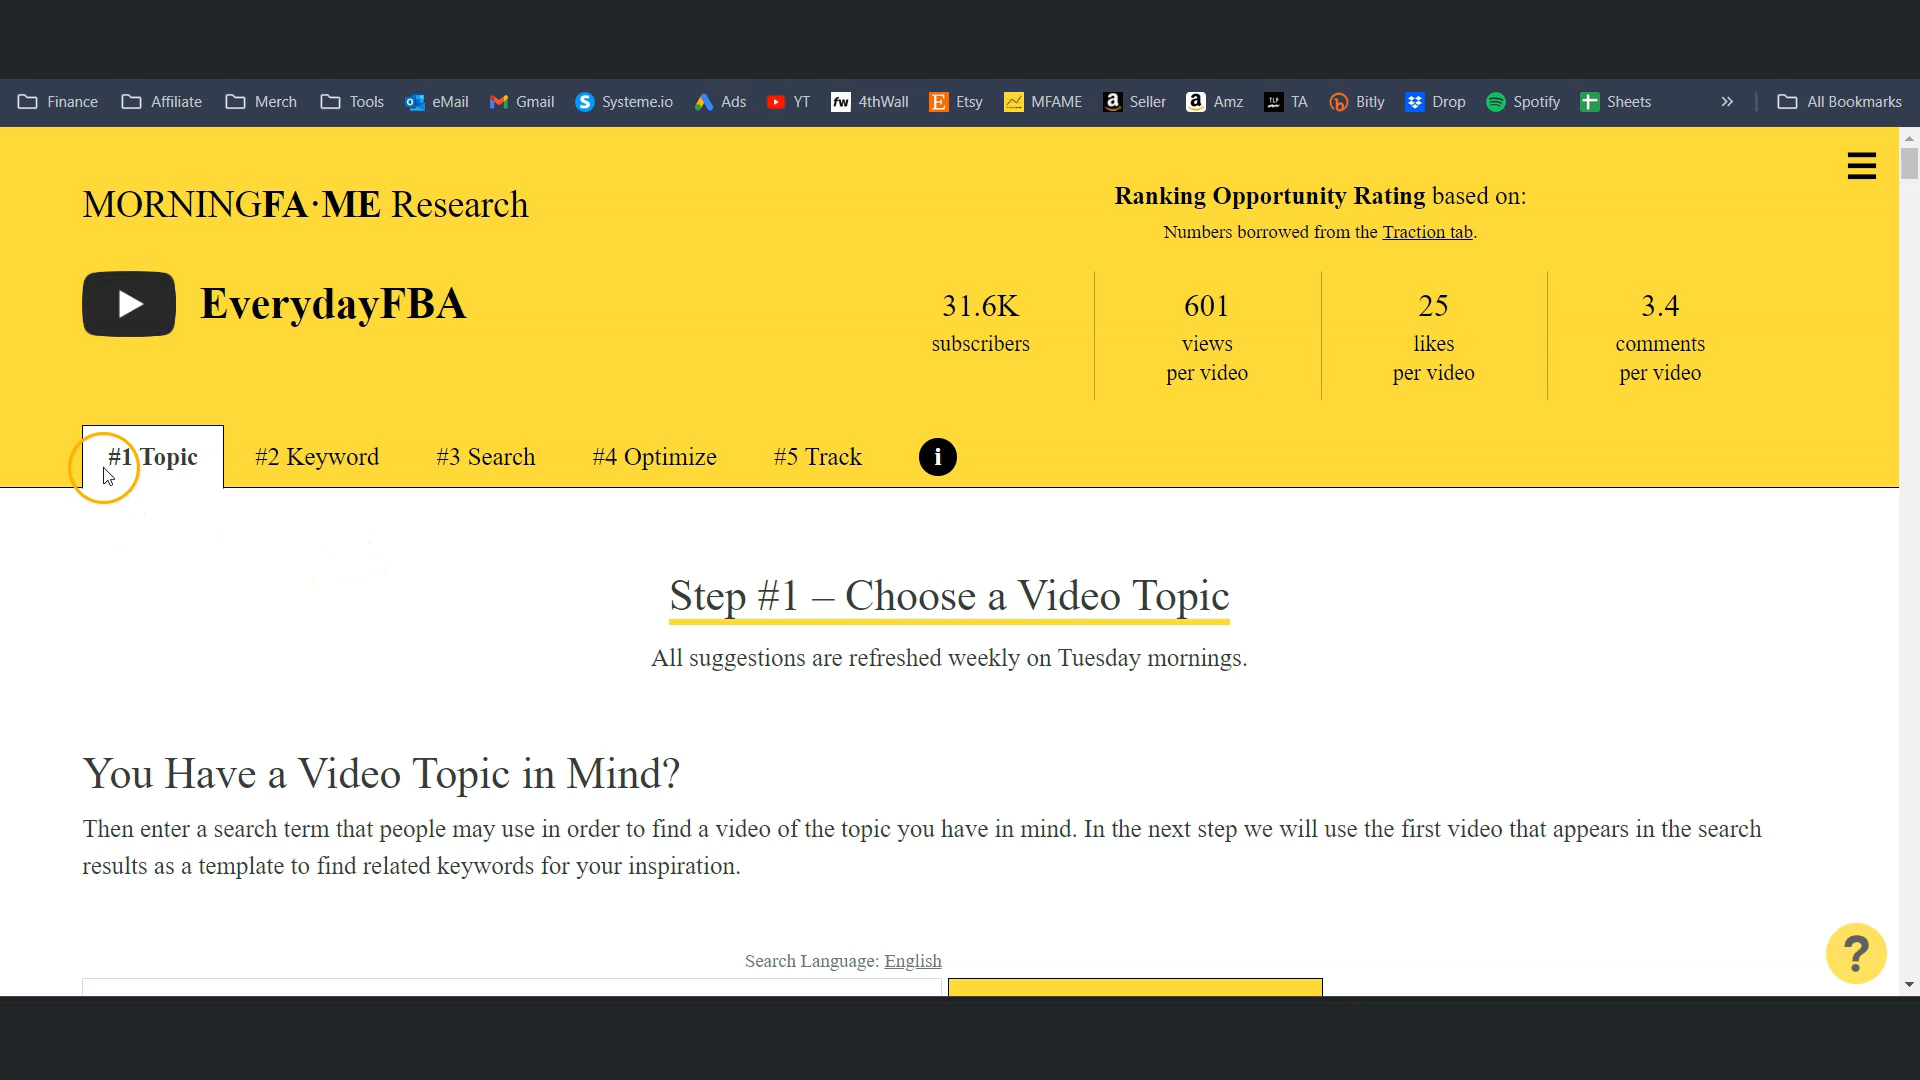 Finance Affiliate Merch Tools eMail Gmail Systeme.io Ads YT 4thWall Etsy MFAME Seller Amz TA Bitly Drop Spotify Sheets » All Bookmarks
MORNINGFA·ME Research
Ranking Opportunity Rating based on:
Numbers borrowed from the Traction tab.
EverydayFBA
31.6K
subscribers
601
views
per video
25
likes
per video
3.4
comments
per video
#1 Topic #2 Keyword #3 Search #4 Optimize #5 Track i
Step #1 – Choose a Video Topic
All suggestions are refreshed weekly on Tuesday mornings.
You Have a Video Topic in Mind?
Then enter a search term that people may use in order to find a video of the topic you have in mind. In the next step we will use the first video that appears in the search
results as a template to find related keywords for your inspiration.
?
Search Language: English